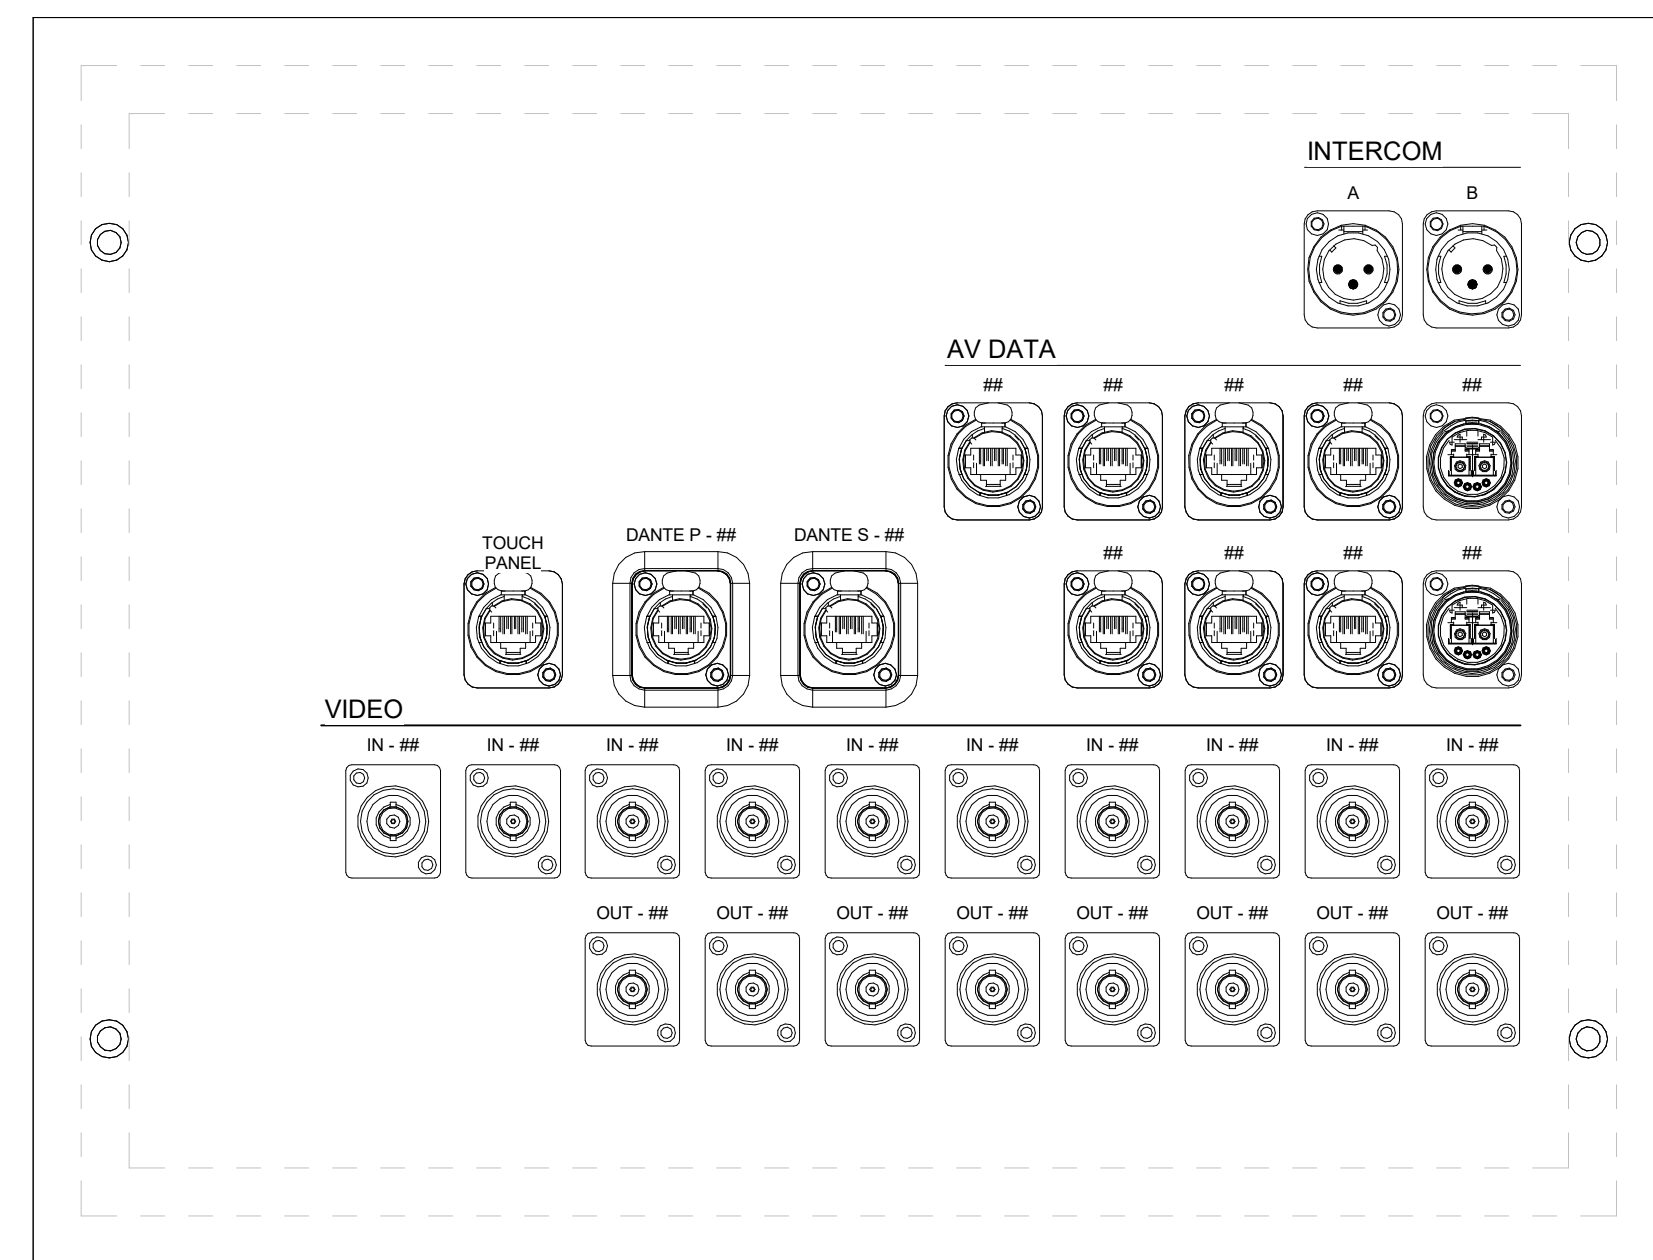 INTERCOM
A B
AV DATA
## ## ## ## ##
DANTE P - ## DANTE S - ##
TOUCH
PANEL
## ## ## ##
VIDEO
IN - ## IN - ## IN - ## IN - ## IN - ## IN - ## IN - ## IN - ## IN - ## IN - ##
OUT - ## OUT - ## OUT - ## OUT - ## OUT - ## OUT - ## OUT - ## OUT - ##